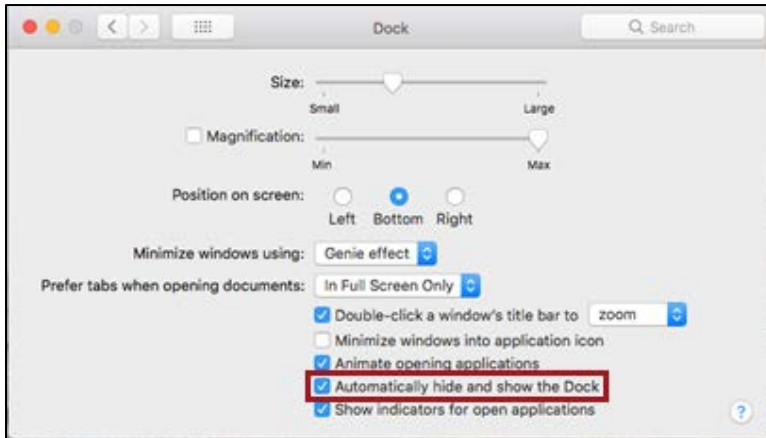 Dock
Search
Size:
Small Large
Magnification:
Min Max
Position on screen:
Left Bottom Right
Minimize windows using: Genie effect
Prefer tabs when opening documents: In Full Screen Only
Double-click a window's title bar to zoom
Minimize windows into application icon
Animate opening applications
Automatically hide and show the Dock
Show indicators for open applications
?